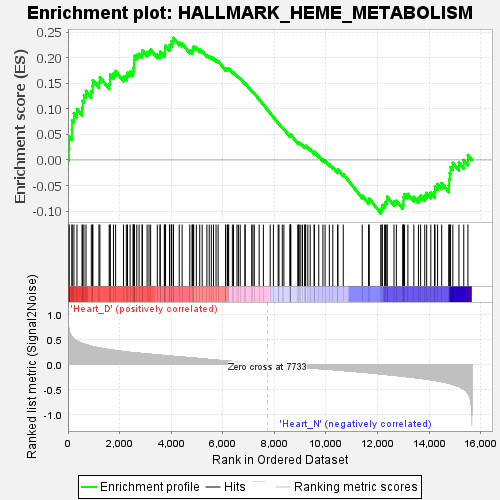 Enrichment plot: HALLMARK_HEME_METABOLISM
Enrichment score (ES)
0.25
0.20
0.15
0.10
0.05
0.00
-0.05
-0.10
'Heart_D' (positively correlated)
Ranked list metric (Signal2Noise)
1.0
0.5
0.0
-0.5
-1.0
Zero cross at 7733
'Heart_N' (negatively correlated)
0
2,000
4,000
6,000
8,000
10,000
12,000
14,000
16,000
Rank in Ordered Dataset
Enrichment profile
Hits
Ranking metric scores